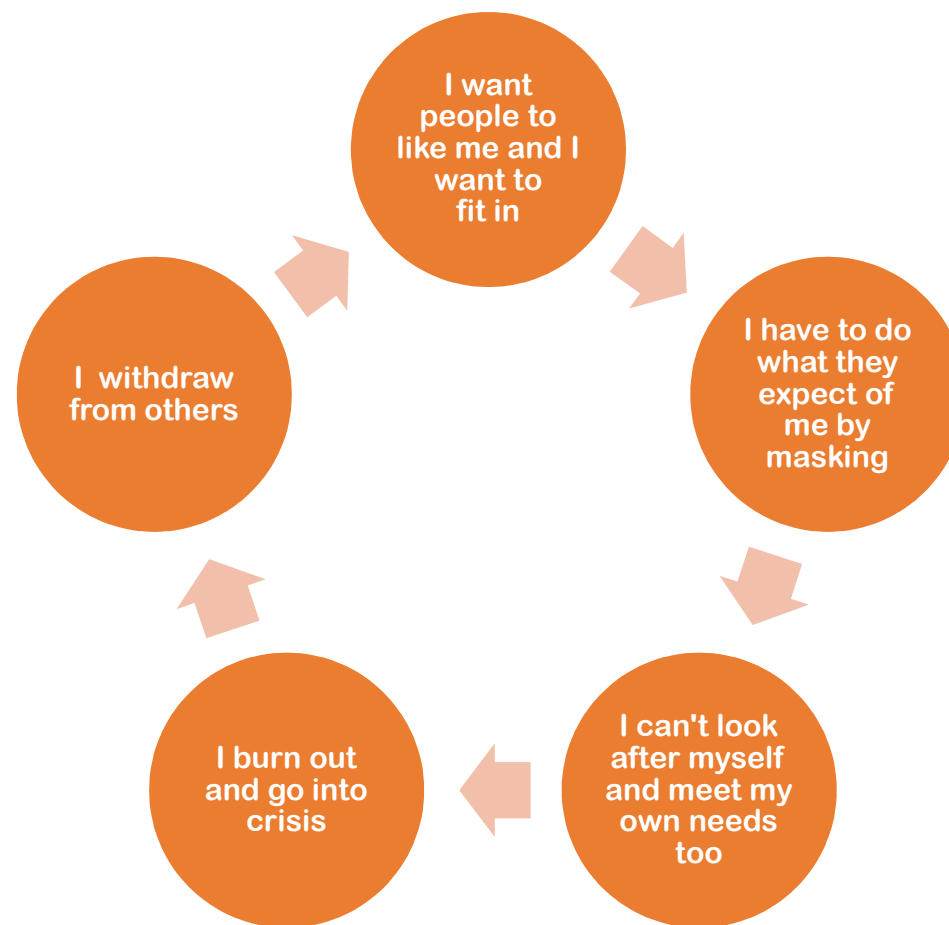 I want
people to
like me and I
want to
fit in
I have to do
what they
expect of
me by
masking
I can't look
after myself
and meet my
own needs
too
I burn out
and go into
crisis
I  withdraw
from others